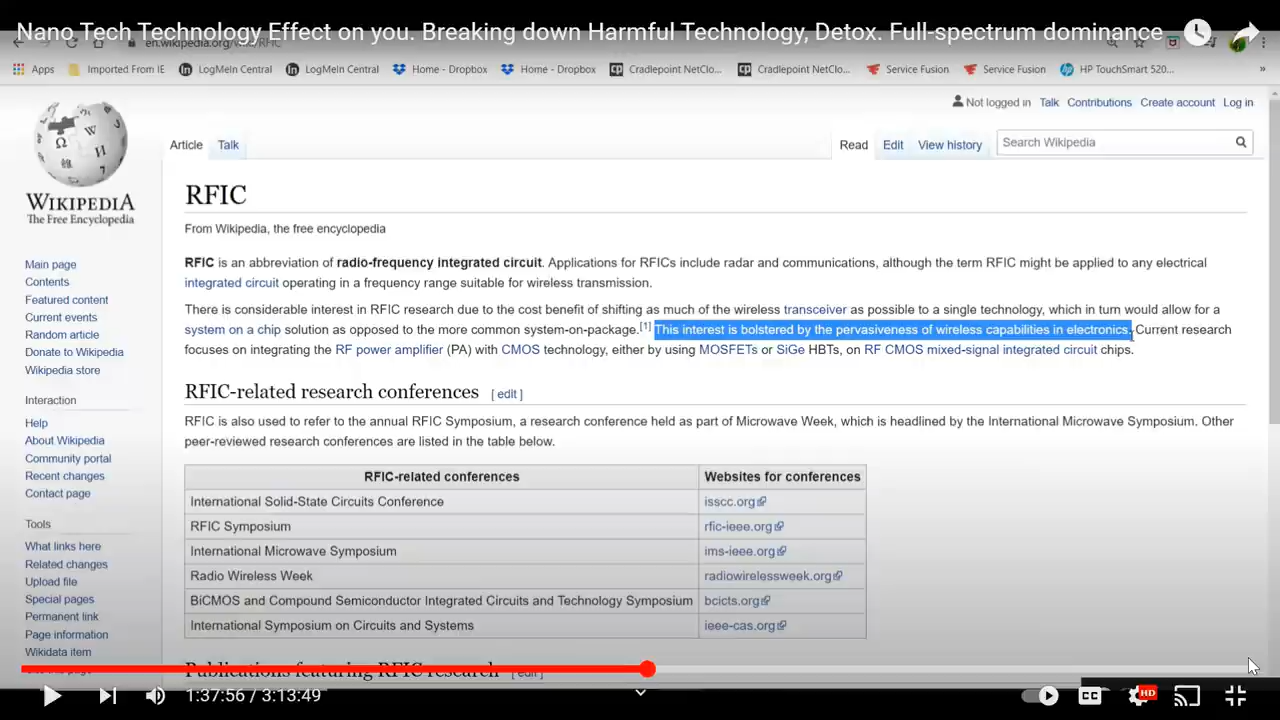 Nano Tech Technology Effect on you. Breaking down Harmful Technology, Detox. Full-spectrum dominance
en.wikipedia.org/wiki/RFIC
Apps Imported From IE LogMeIn Central LogMeIn Central Home - Dropbox Home - Dropbox Cradlepoint NetClo... Cradlepoint NetClo... Service Fusion Service Fusion HP TouchSmart 520... »
Not logged in Talk Contributions Create account Log in
Article Talk Read Edit View history Search Wikipedia
WIKIPEDIA
The Free Encyclopedia
RFIC
From Wikipedia, the free encyclopedia
RFIC is an abbreviation of radio-frequency integrated circuit. Applications for RFICs include radar and communications, although the term RFIC might be applied to any electrical
integrated circuit operating in a frequency range suitable for wireless transmission.
There is considerable interest in RFIC research due to the cost benefit of shifting as much of the wireless transceiver as possible to a single technology, which in turn would allow for a
system on a chip solution as opposed to the more common system-on-package.[1] This interest is bolstered by the pervasiveness of wireless capabilities in electronics. Current research
focuses on integrating the RF power amplifier (PA) with CMOS technology, either by using MOSFETs or SiGe HBTs, on RF CMOS mixed-signal integrated circuit chips.
RFIC-related research conferences [ edit ]
RFIC is also used to refer to the annual RFIC Symposium, a research conference held as part of Microwave Week, which is headlined by the International Microwave Symposium. Other
peer-reviewed research conferences are listed in the table below.
RFIC-related conferences Websites for conferences
International Solid-State Circuits Conference isscc.org
RFIC Symposium rfic-ieee.org
International Microwave Symposium ims-ieee.org
Radio Wireless Week radiowirelessweek.org
BiCMOS and Compound Semiconductor Integrated Circuits and Technology Symposium bcicts.org
International Symposium on Circuits and Systems ieee-cas.org
Publications featuring RFIC research [ edit ]
Main page
Contents
Featured content
Current events
Random article
Donate to Wikipedia
Wikipedia store
Interaction
Help
About Wikipedia
Community portal
Recent changes
Contact page
Tools
What links here
Related changes
Upload file
Special pages
Permanent link
Page information
Wikidata item
1:37:56 / 3:13:49
CC HD